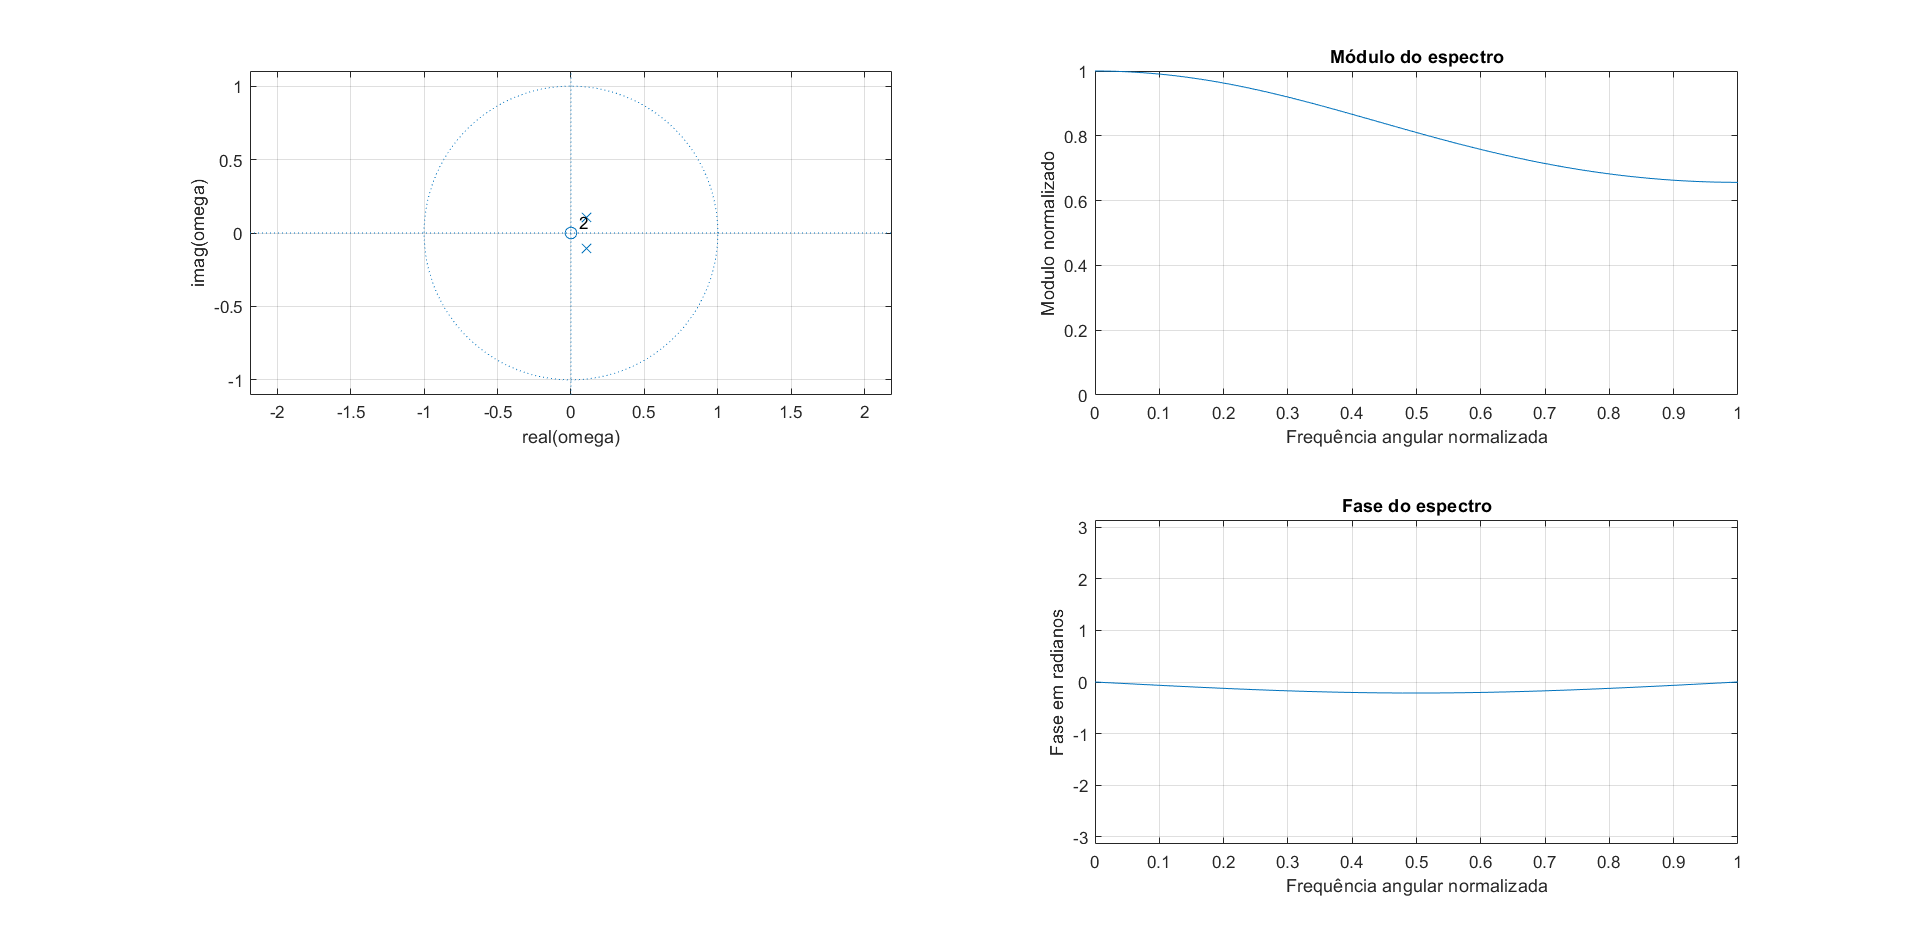 1
0.5
0
-0.5
-1
imag(omega)
2
-2 -1.5 -1 -0.5 0 0.5 1 1.5 2
real(omega)
Módulo do espectro
1
0.8
0.6
0.4
0.2
0
Modulo normalizado
0 0.1 0.2 0.3 0.4 0.5 0.6 0.7 0.8 0.9 1
Frequência angular normalizada
Fase do espectro
3
2
1
0
-1
-2
-3
Fase em radianos
0 0.1 0.2 0.3 0.4 0.5 0.6 0.7 0.8 0.9 1
Frequência angular normalizada